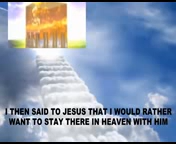 I THEN SAID TO JESUS THAT I WOULD RATHER
WANT TO STAY THERE IN HEAVEN WITH HIM